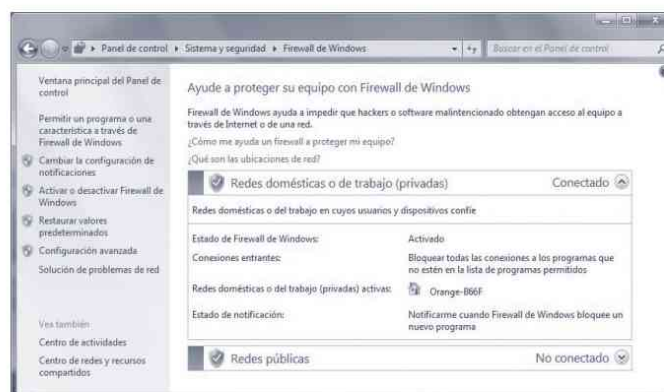 Panel de control ▸ Sistema y seguridad ▸ Firewall de Windows
Buscar en el Panel de control
Ventana principal del Panel de
control
Permitir un programa o una
característica a través de
Firewall de Windows
Cambiar la configuración de
notificaciones
Activar o desactivar Firewall de
Windows
Restaurar valores
predeterminados
Configuración avanzada
Solución de problemas de red
Vea también
Centro de actividades
Centro de redes y recursos
compartidos
Ayude a proteger su equipo con Firewall de Windows
Firewall de Windows ayuda a impedir que hackers o software malintencionado obtengan acceso al equipo a
través de Internet o de una red.
¿Cómo me ayuda un firewall a proteger mi equipo?
¿Qué son las ubicaciones de red?
Redes domésticas o de trabajo (privadas) Conectado
Redes domésticas o del trabajo en cuyos usuarios y dispositivos confíe
Estado de Firewall de Windows: Activado
Conexiones entrantes: Bloquear todas las conexiones a los programas que
no estén en la lista de programas permitidos
Redes domésticas o del trabajo (privadas) activas: Orange-B66F
Estado de notificación: Notificarme cuando Firewall de Windows bloquee un
nuevo programa
Redes públicas No conectado